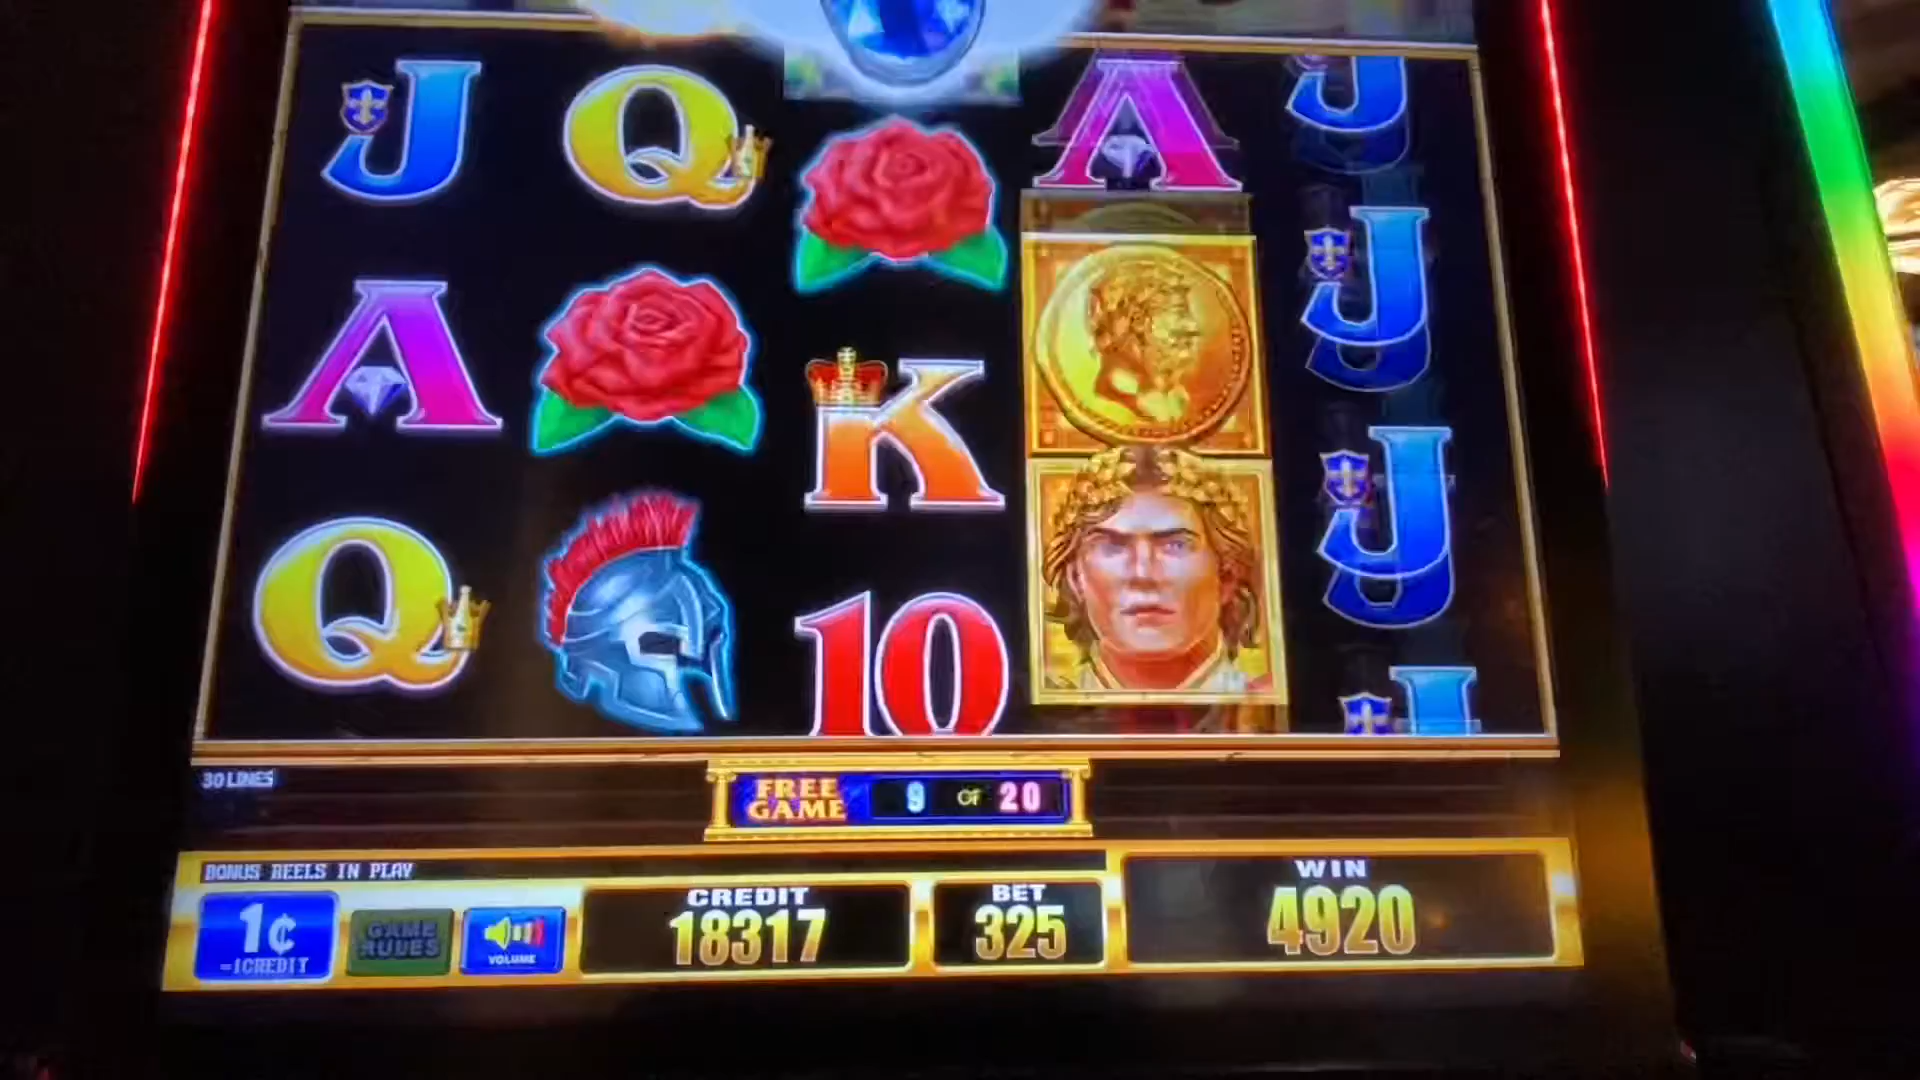 J Q A J
A K J
Q 10 J
J
30 LINES
FREE GAME 9 OF 20
BONUS REELS IN PLAY
1¢ =1CREDIT
GAME RULES
VOLUME
CREDIT 18317
BET 325
WIN 4920